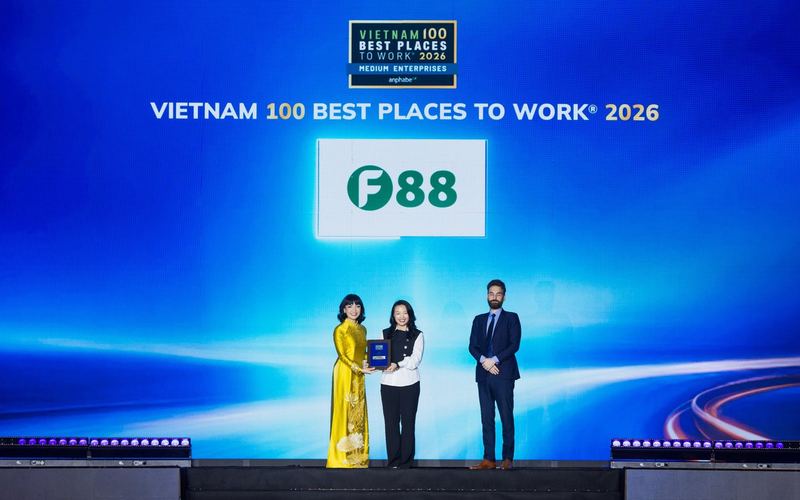 VIETNAM 100
BEST PLACES
TO WORK® 2026
MEDIUM ENTERPRISES
anphabe
VIETNAM 100 BEST PLACES TO WORK® 2026
F88